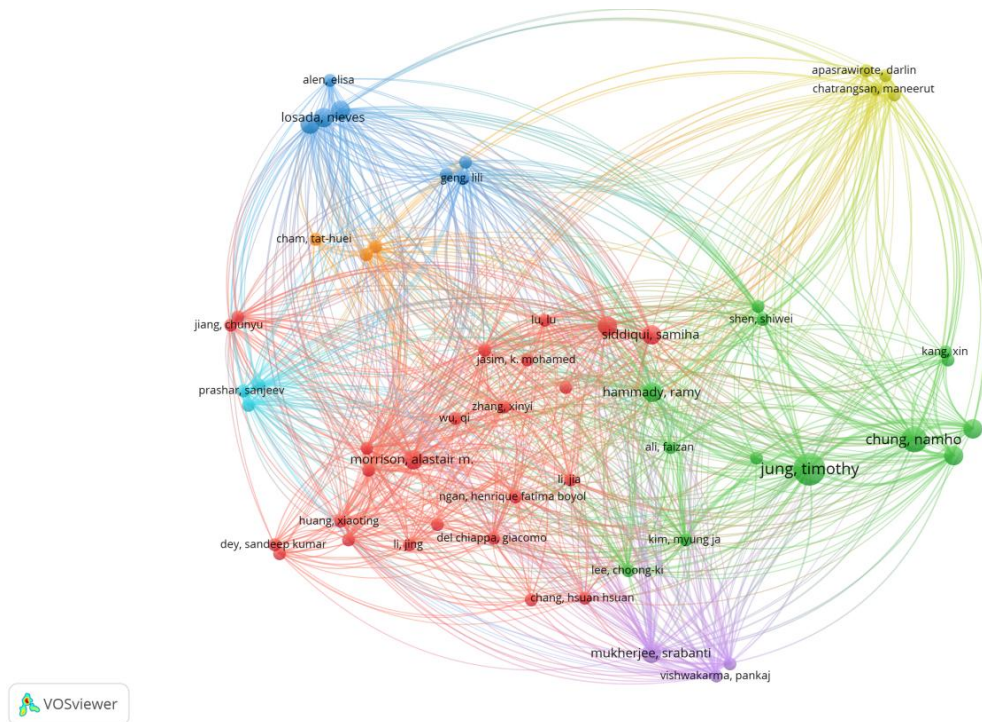 alen, elisa
apasrawirote, darlin
chatrangsan, maneerut
losada, nieves
geng, lili
cham, tat-huei
jiang, chunyu
lu, lu
siddiqui, samiha
shen, shiwei
kang, xin
jasim, k. mohamed
prashar, sanjeev
hammady, ramy
zhang, xinyi
wu, qi
ali, faizan
chung, namho
morrison, alastair m.
jung, timothy
li, jia
ngan, henrique fatima boyol
huang, xiaoting
del chiappa, giacomo
kim, myung ja
dey, sandeep kumar
li, jing
lee, choong-ki
chang, hsuan hsuan
mukherjee, srabanti
vishwakarma, pankaj
VOSviewer